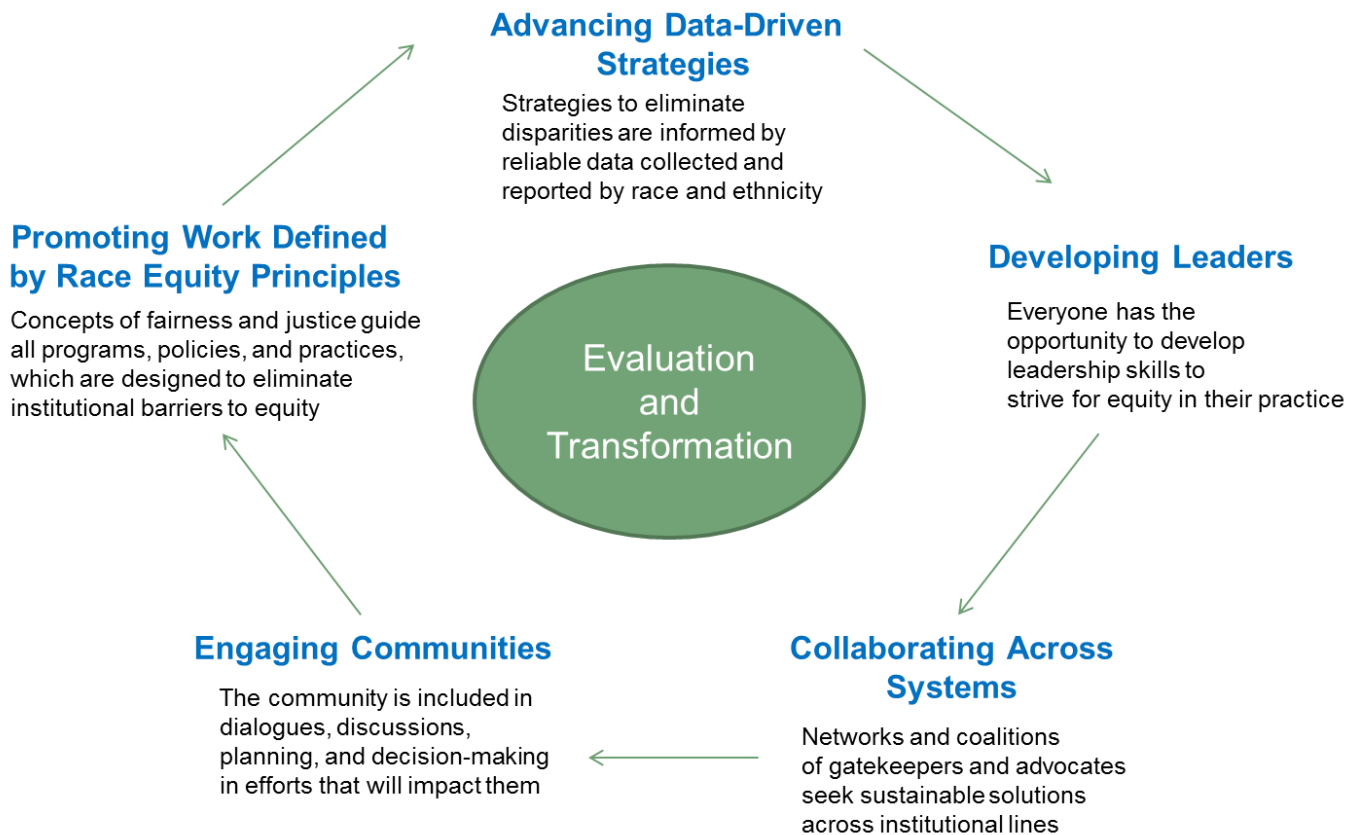 Advancing Data-Driven
Strategies
Strategies to eliminate
disparities are informed by
reliable data collected and
reported by race and ethnicity
Developing Leaders
Everyone has the
opportunity to develop
leadership skills to
strive for equity in their practice
Collaborating Across
Systems
Networks and coalitions
of gatekeepers and advocates
seek sustainable solutions
across institutional lines
Engaging Communities
The community is included in
dialogues, discussions,
planning, and decision-making
in efforts that will impact them
Promoting Work Defined
by Race Equity Principles
Concepts of fairness and justice guide
all programs, policies, and practices,
which are designed to eliminate
institutional barriers to equity
Evaluation
and
Transformation